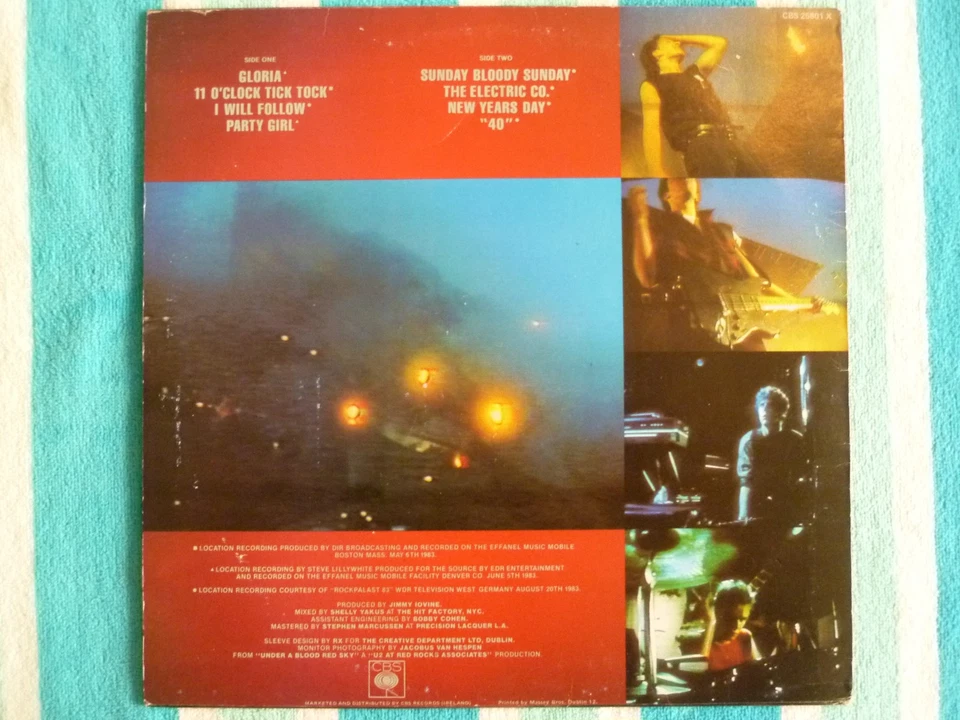 CBS 25801 X
SIDE ONE
GLORIA*
11 O'CLOCK TICK TOCK*
I WILL FOLLOW*
PARTY GIRL*
SIDE TWO
SUNDAY BLOODY SUNDAY*
THE ELECTRIC CO.*
NEW YEARS DAY*
"40"*
● LOCATION RECORDING PRODUCED BY DIR BROADCASTING AND RECORDED ON THE EFFANEL MUSIC MOBILE
BOSTON MASS. MAY 6TH 1983.
▲ LOCATION RECORDING BY STEVE LILLYWHITE PRODUCED FOR THE SOURCE BY EDR ENTERTAINMENT
AND RECORDED ON THE EFFANEL MUSIC MOBILE FACILITY DENVER CO. JUNE 5TH 1983.
■ LOCATION RECORDING COURTESY OF "ROCKPALAST 83" WDR TELEVISION WEST GERMANY AUGUST 20TH 1983.
PRODUCED BY JIMMY IOVINE.
MIXED BY SHELLY YAKUS AT THE HIT FACTORY, NYC.
ASSISTANT ENGINEERING BY BOBBY COHEN.
MASTERED BY STEPHEN MARCUSSEN AT PRECISION LACQUER L.A.
SLEEVE DESIGN BY RX FOR THE CREATIVE DEPARTMENT LTD, DUBLIN.
MONITOR PHOTOGRAPHY BY JACOBUS VAN HESPEN
FROM "UNDER A BLOOD RED SKY" A "U2 AT RED ROCKS ASSOCIATES" PRODUCTION.
CBS
MARKETED AND DISTRIBUTED BY CBS RECORDS (IRELAND)
Printed by Massey Bros. Dublin 12.